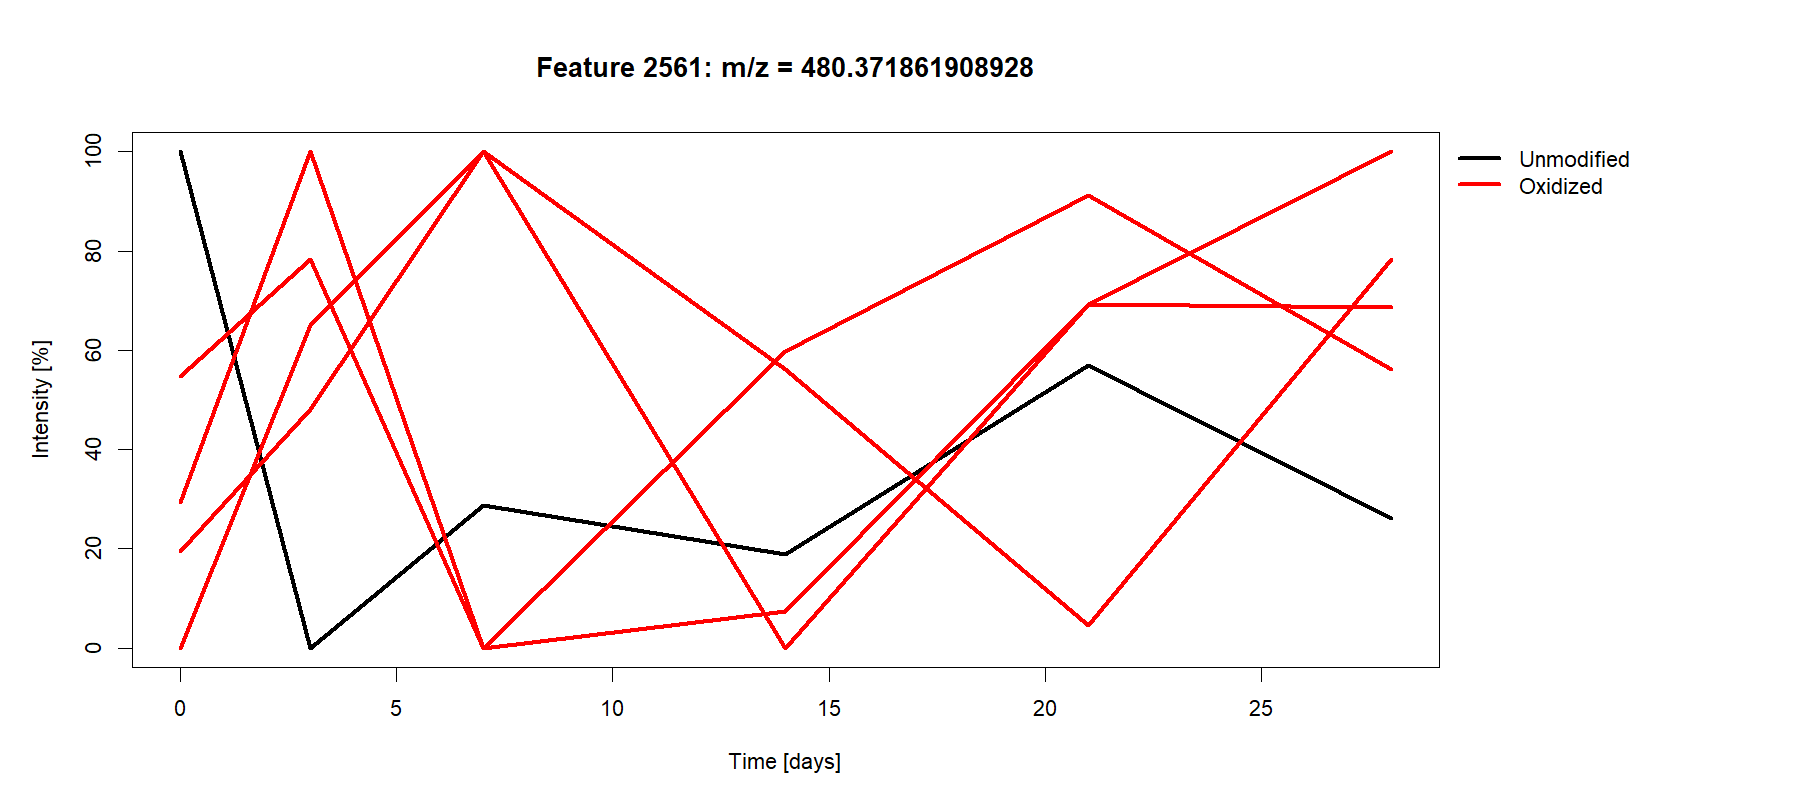 Feature 2561: m/z = 480.371861908928
Unmodified
Oxidized
Intensity [%]
100
80
60
40
20
0
0 5 10 15 20 25
Time [days]